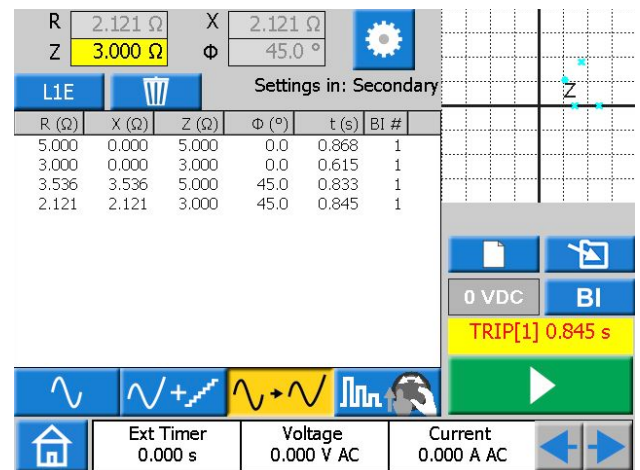 R 2.121 Ω X 2.121 Ω
Z 3.000 Ω Φ 45.0 °
L1E Settings in: Secondary
Z
R (Ω) X (Ω) Z (Ω) Φ (°) t (s) BI #
5.000 0.000 5.000 0.0 0.868 1
3.000 0.000 3.000 0.0 0.615 1
3.536 3.536 5.000 45.0 0.833 1
2.121 2.121 3.000 45.0 0.845 1
0 VDC BI
TRIP[1] 0.845 s
Ext Timer Voltage Current
0.000 s 0.000 V AC 0.000 A AC